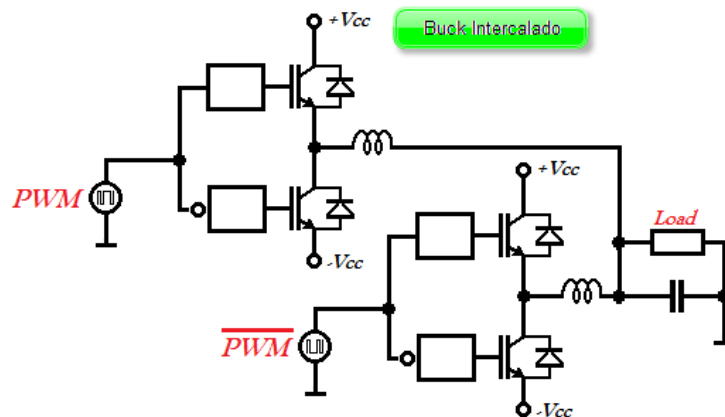 +Vcc
Buck Intercalado
PWM
+Vcc
Load
-Vcc
PWM
-Vcc